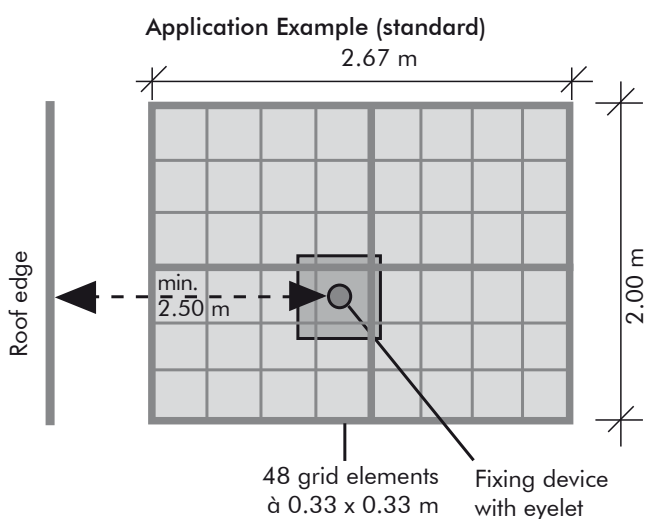 Application Example (standard)
2.67 m
Roof edge
min.
2.50 m
2.00 m
48 grid elements
à 0.33 x 0.33 m
Fixing device
with eyelet